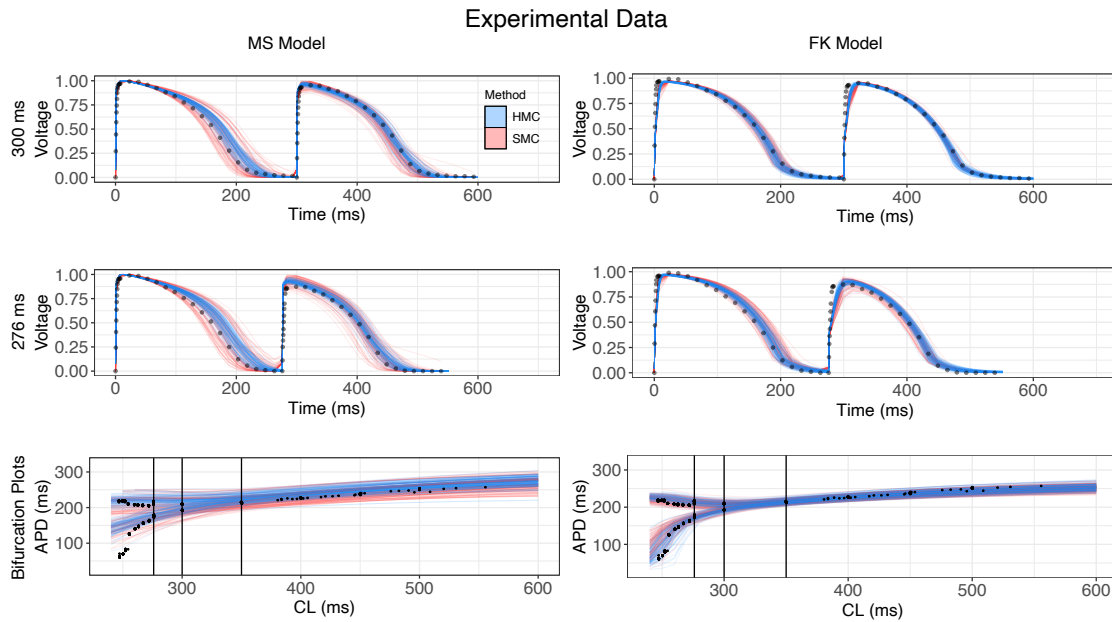 Experimental Data
MS Model
FK Model
300 ms
Voltage
1.00
0.75
0.50
0.25
0.00
0
200
400
600
Time (ms)
Method
HMC
SMC
Voltage
1.00
0.75
0.50
0.25
0.00
0
200
400
600
Time (ms)
276 ms
Voltage
1.00
0.75
0.50
0.25
0.00
0
200
400
600
Time (ms)
Voltage
1.00
0.75
0.50
0.25
0.00
0
200
400
600
Time (ms)
Bifurcation Plots
APD (ms)
300
200
100
300
400
500
600
CL (ms)
APD (ms)
300
200
100
300
400
500
600
CL (ms)